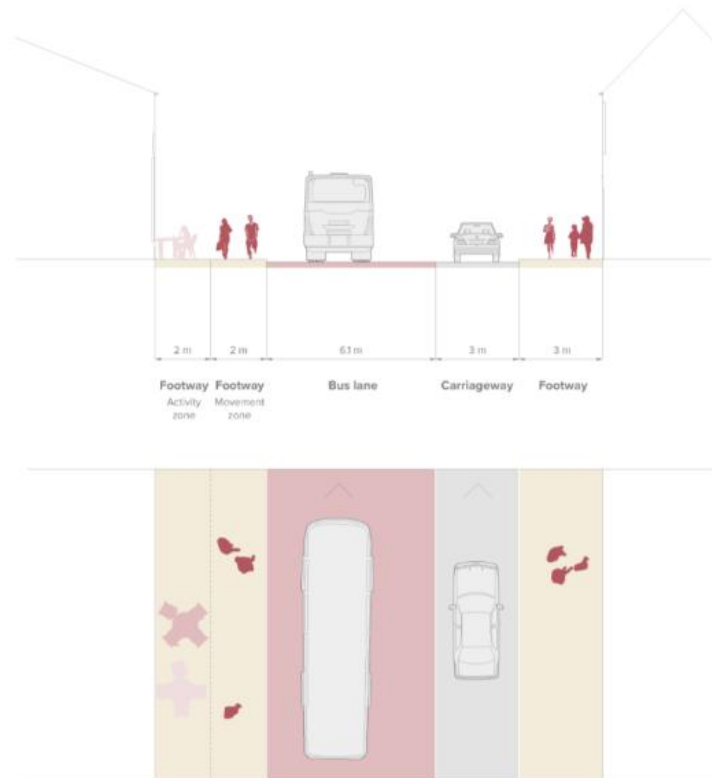 2 m 2 m 6.1 m 3 m 3 m
Footway Footway Bus lane Carriageway Footway
Activity Movement
zone zone